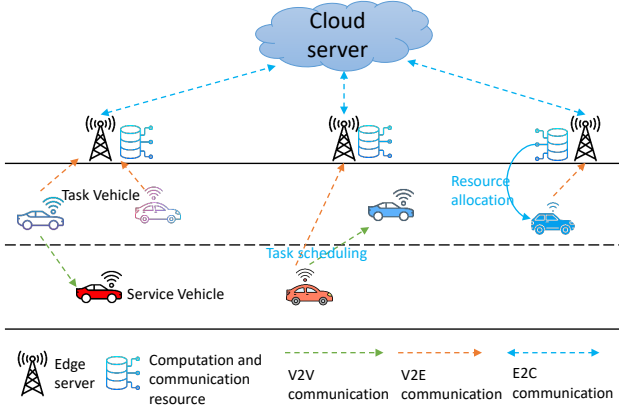 Cloud
server
Task Vehicle
Resource
allocation
Task scheduling
Service Vehicle
Edge
server
Computation and
communication
resource
V2V
communication
V2E
communication
E2C
communication